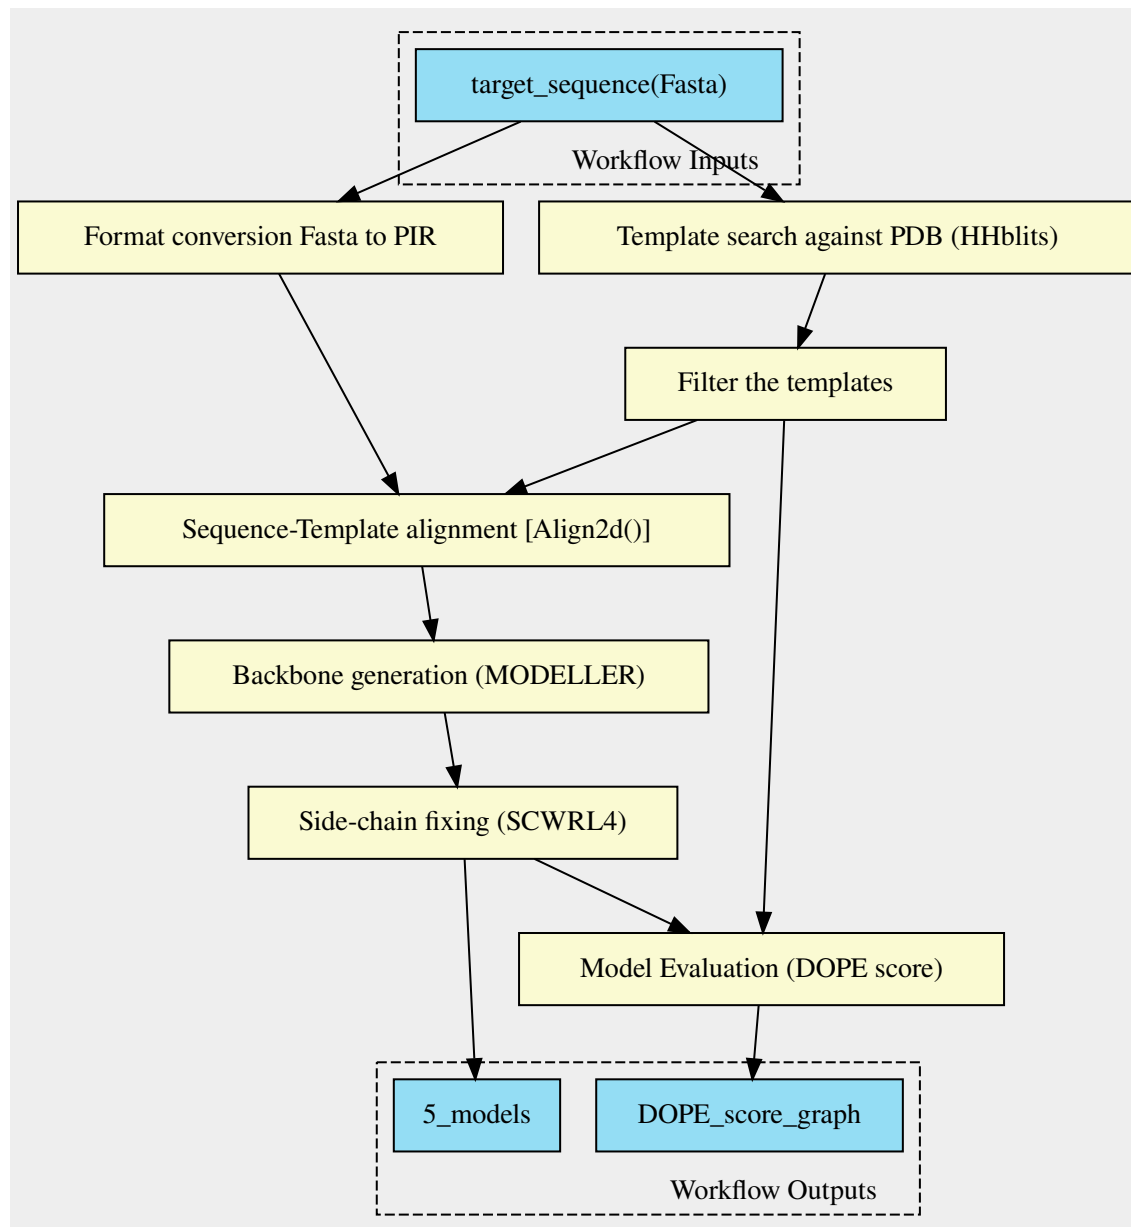 target_sequence(Fasta)
Workflow Inputs
Format conversion Fasta to PIR
Template search against PDB (HHblits)
Filter the templates
Sequence-Template alignment [Align2d()]
Backbone generation (MODELLER)
Side-chain fixing (SCWRL4)
Model Evaluation (DOPE score)
5_models
DOPE_score_graph
Workflow Outputs